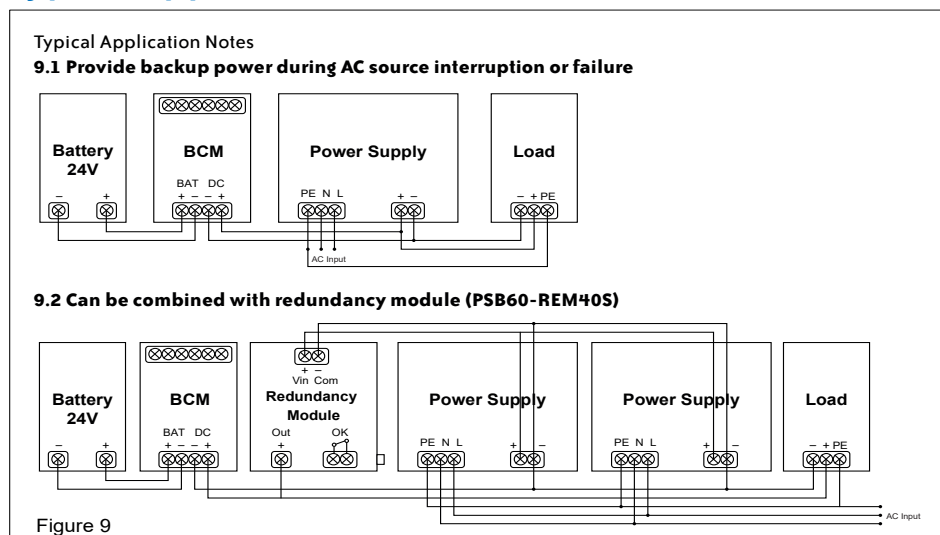 Typical Application Notes
9.1 Provide backup power during AC source interruption or failure
Battery
24V
− +
BCM
BAT DC
+ − − +
Power Supply
PE N L
+ −
AC Input
Load
− + PE
9.2 Can be combined with redundancy module (PSB60-REM40S)
Battery
24V
− +
BCM
BAT DC
+ − − +
+ −
Vin Com
Redundancy
Module
Out OK
+
Power Supply
PE N L
+ −
Power Supply
PE N L
+ −
Load
− + PE
AC Input
Figure 9